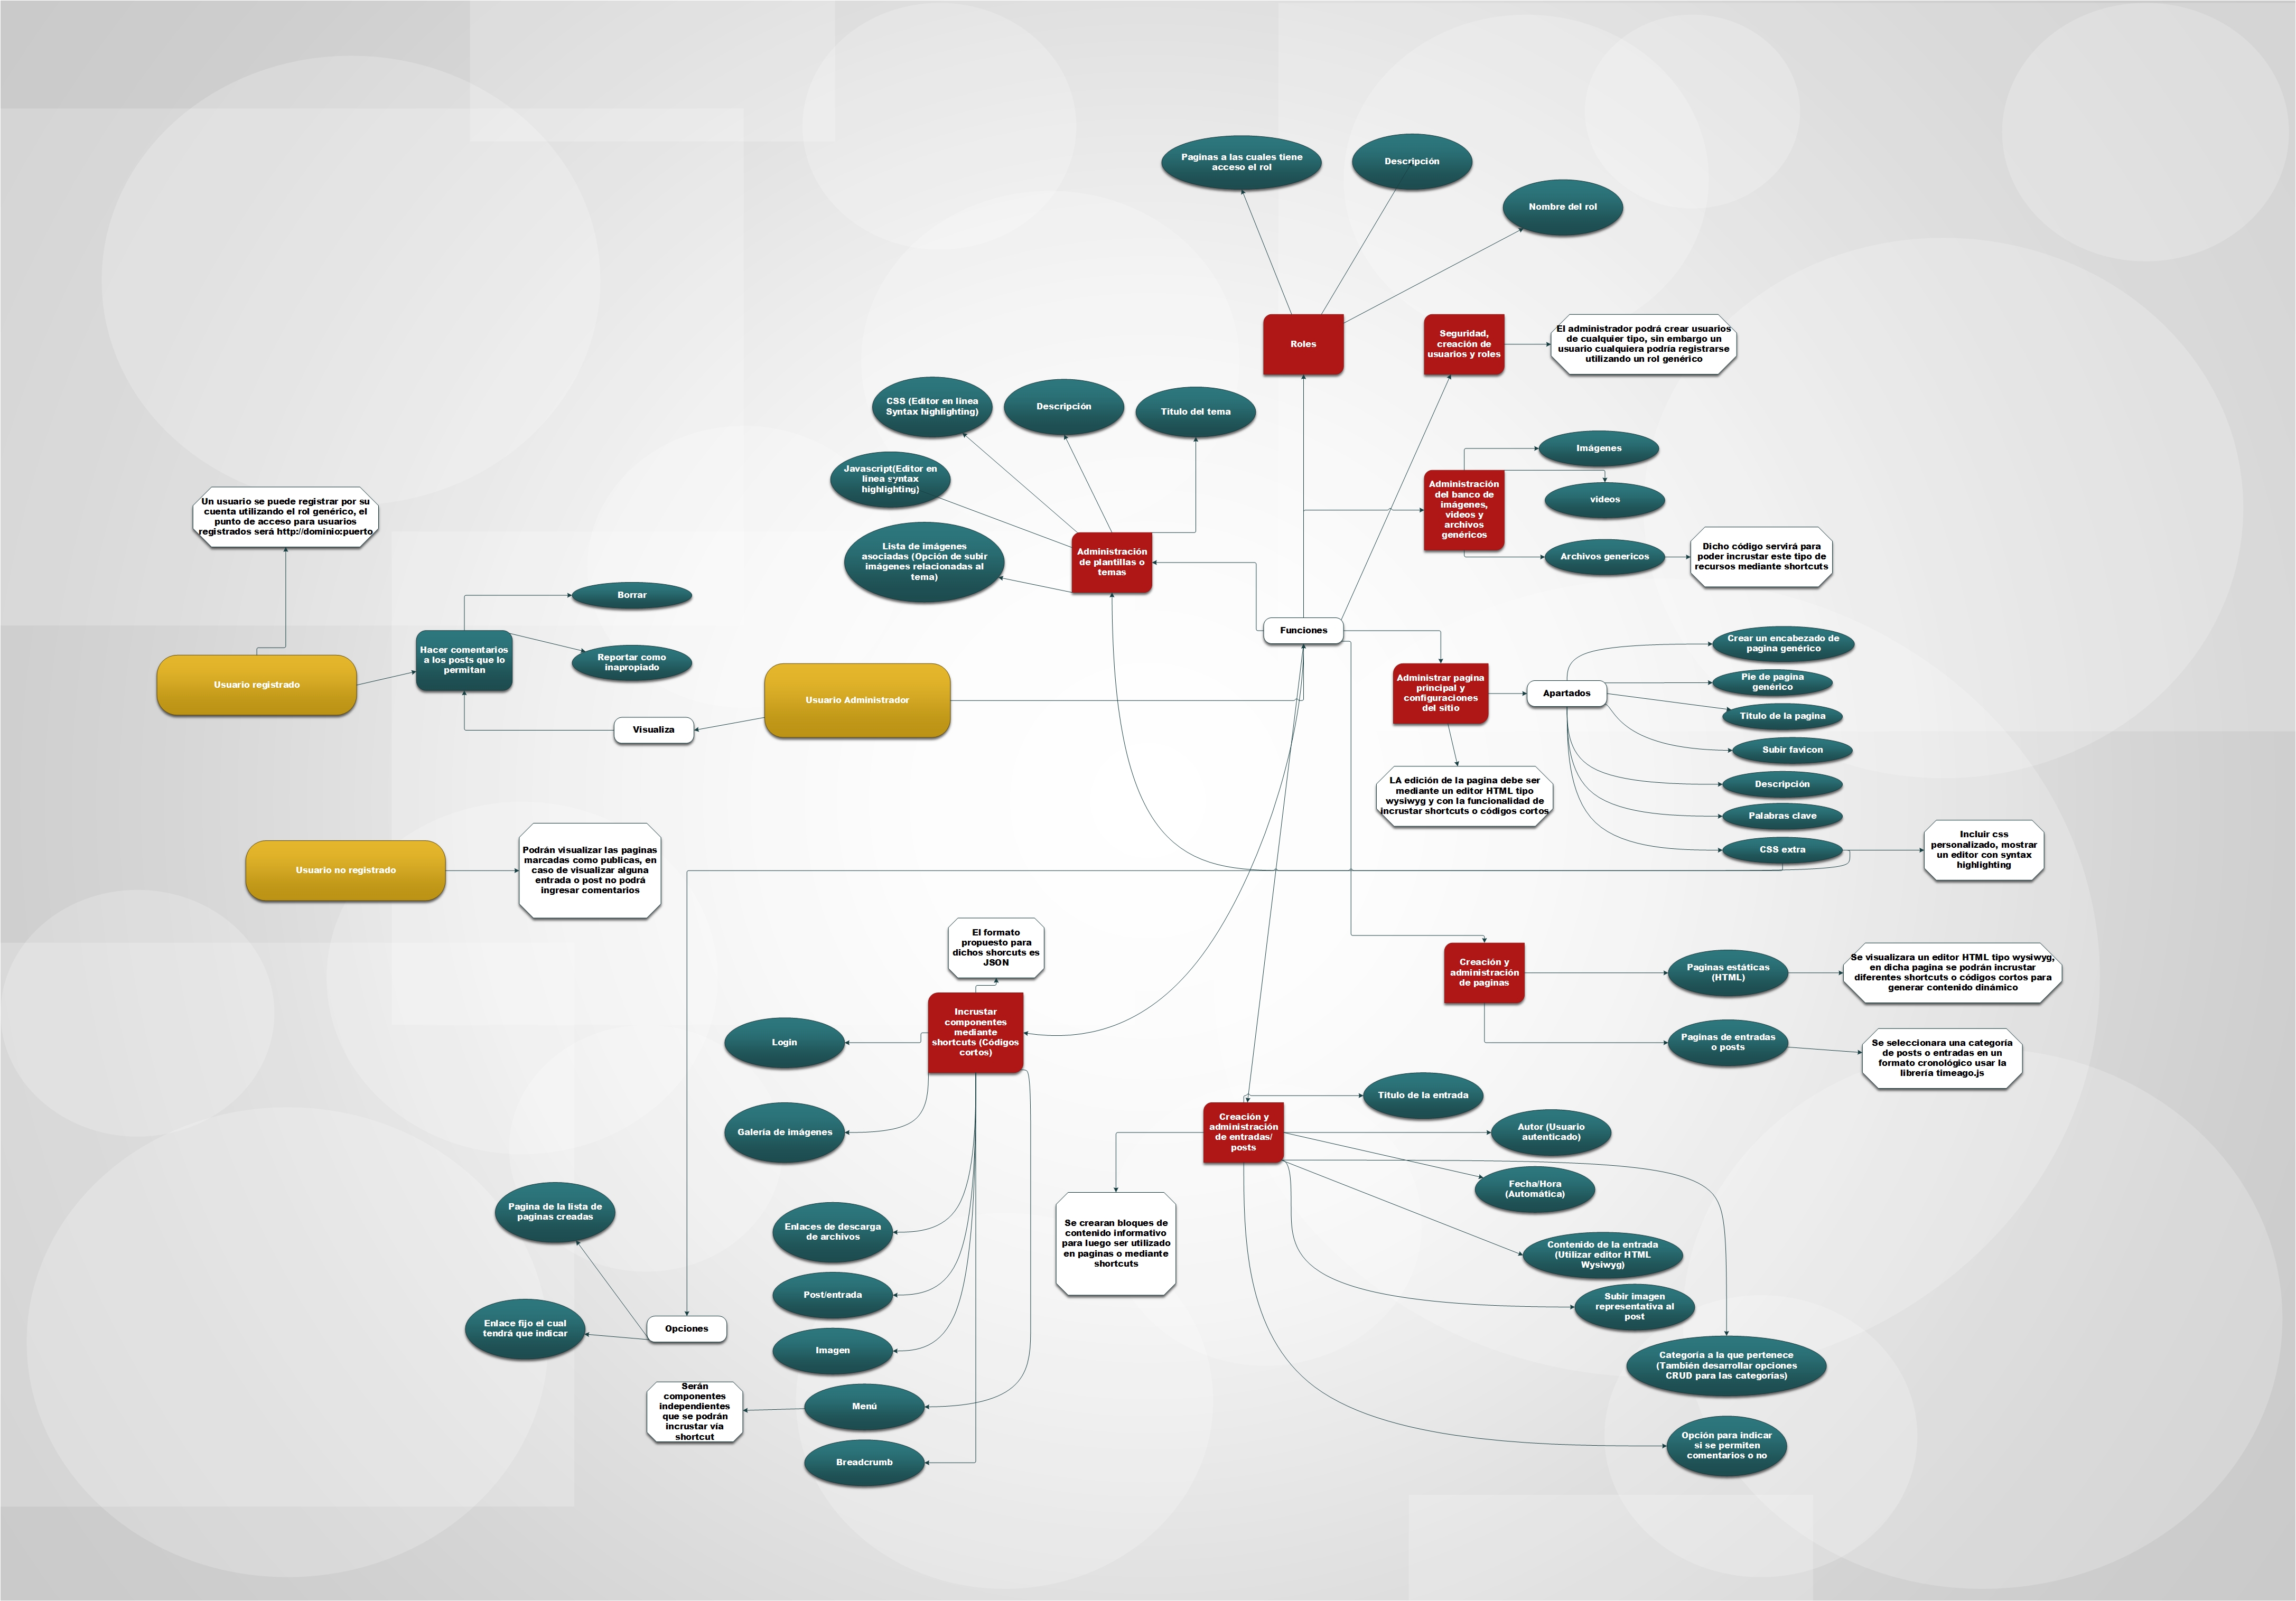 Paginas a las cuales tiene
acceso el rol
Descripción
Nombre del rol
Roles
Seguridad,
creación de
usuarios y roles
El administrador podrá crear usuarios
de cualquier tipo, sin embargo un
usuario cualquiera podría registrarse
utilizando un rol genérico
CSS (Editor en linea
Syntax highlighting)
Descripción
Titulo del tema
Javascript(Editor en
linea syntax
highlighting)
Lista de imágenes
asociadas (Opción de subir
imágenes relacionadas al
tema)
Administración
de plantillas o
temas
Imágenes
Administración
del banco de
imágenes,
videos y
archivos
genéricos
videos
Archivos genericos
Dicho código servirá para
poder incrustar este tipo de
recursos mediante shortcuts
Un usuario se puede registrar por su
cuenta utilizando el rol genérico, el
punto de acceso para usuarios
registrados será http://dominio:puerto
Borrar
Hacer comentarios
a los posts que lo
permitan
Reportar como
inapropiado
Usuario registrado
Usuario Administrador
Visualiza
Funciones
Administrar pagina
principal y
configuraciones
del sitio
Apartados
Crear un encabezado de
pagina genérico
Pie de pagina
genérico
Titulo de la pagina
Subir favicon
Descripción
Palabras clave
CSS extra
LA edición de la pagina debe ser
mediante un editor HTML tipo
wysiwyg y con la funcionalidad de
incrustar shortcuts o códigos cortos
Incluir css
personalizado, mostrar
un editor con syntax
highlighting
Usuario no registrado
Podrán visualizar las paginas
marcadas como publicas, en
caso de visualizar alguna
entrada o post no podrá
ingresar comentarios
El formato
propuesto para
dichos shorcuts es
JSON
Incrustar
componentes
mediante
shortcuts (Códigos
cortos)
Login
Galería de imágenes
Creación y
administración
de paginas
Paginas estáticas
(HTML)
Se visualizara un editor HTML tipo wysiwyg,
en dicha pagina se podrán incrustar
diferentes shortcuts o códigos cortos para
generar contenido dinámico
Paginas de entradas
o posts
Se seleccionara una categoría
de posts o entradas en un
formato cronológico usar la
librería timeago.js
Titulo de la entrada
Creación y
administración
de entradas/
posts
Autor (Usuario
autenticado)
Fecha/Hora
(Automática)
Se crearan bloques de
contenido informativo
para luego ser utilizado
en paginas o mediante
shortcuts
Contenido de la entrada
(Utilizar editor HTML
Wysiwyg)
Subir imagen
representativa al
post
Categoría a la que pertenece
(También desarrollar opciones
CRUD para las categorías)
Opción para indicar
si se permiten
comentarios o no
Pagina de la lista de
paginas creadas
Enlace fijo el cual
tendrá que indicar
Opciones
Enlaces de descarga
de archivos
Post/entrada
Imagen
Menú
Breadcrumb
Serán
componentes
independientes
que se podrán
incrustar vía
shortcut